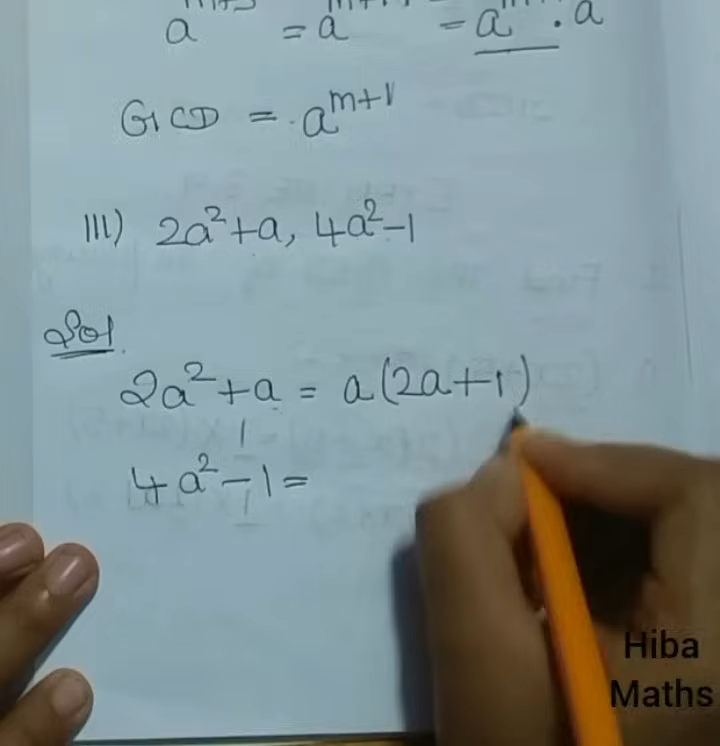 = a = a . a
GCD = a^{m+1}
III) 2a²+a, 4a²-1
Sol.
2a²+a = a(2a+1)
4a²-1 =
Hiba
Maths